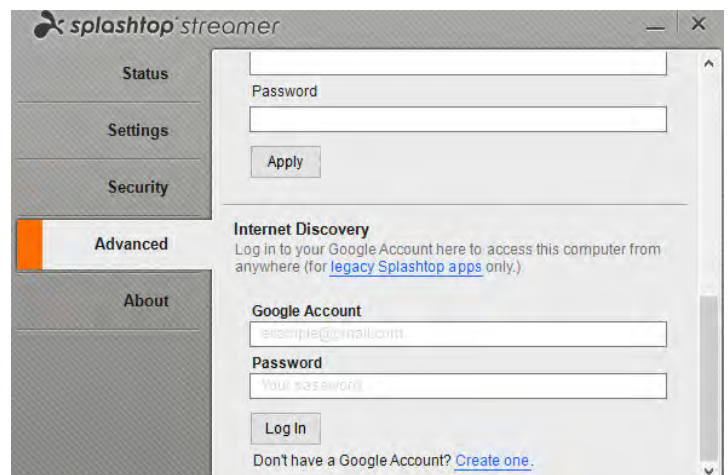 splashtop streamer
Status
Settings
Security
Advanced
About
Password
Apply
Internet Discovery
Log in to your Google Account here to access this computer from
anywhere (for legacy Splashtop apps only.)
Google Account
example@gmail.com
Password
Your password
Log In
Don't have a Google Account? Create one.